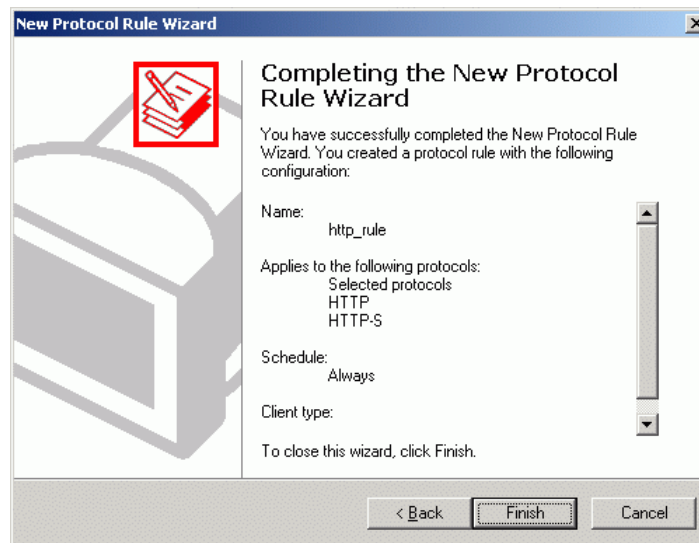 New Protocol Rule Wizard
Completing the New Protocol
Rule Wizard
You have successfully completed the New Protocol Rule
Wizard. You created a protocol rule with the following
configuration:
Name:
http_rule
Applies to the following protocols:
Selected protocols
HTTP
HTTP-S
Schedule:
Always
Client type:
To close this wizard, click Finish.
< Back Finish Cancel